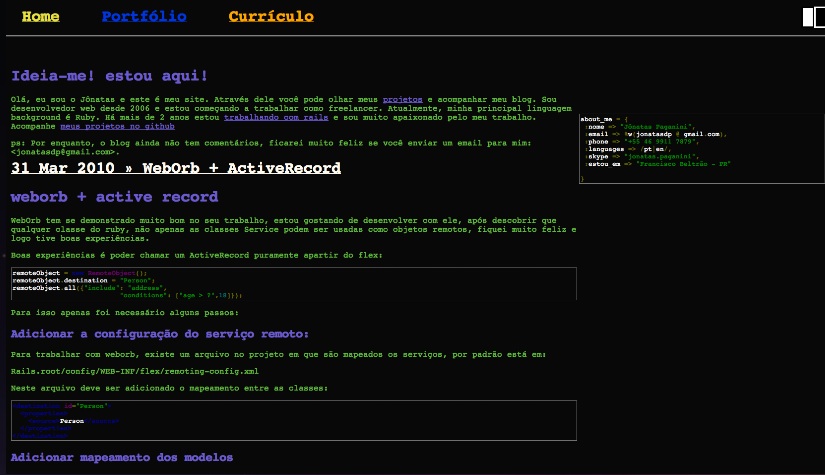 Home Portfólio Currículo
Ideia-me! estou aqui!
Olá, eu sou o Jônatas e este é meu site. Através dele você pode olhar meus projetos e acompanhar meu blog. Sou
desenvolvedor web desde 2006 e estou começando a trabalhar como freelancer. Atualmente, minha principal linguagem
background é Ruby. Há mais de 2 anos estou trabalhando com rails e sou muito apaixonado pelo meu trabalho.
Acompanhe meus projetos no github
ps: Por enquanto, o blog ainda não tem comentários, ficarei muito feliz se você enviar um email para mim:
<jonatasdp@gmail.com>.
about_me = {
:nome => "Jônatas Paganini",
:email => %w(jonatasdp @ gmail.com),
:phone => "+55 46 9911 7879",
:languages => /pt|en/,
:skype => "jonatas.paganini",
:estou em => "Francisco Beltrão - PR"
}
31 Mar 2010 » WebOrb + ActiveRecord
weborb + active record
WebOrb tem se demonstrado muito bom no seu trabalho, estou gostando de desenvolver com ele, após descobrir que
qualquer classe do ruby, não apenas as classes Service podem ser usadas como objetos remotos, fiquei muito feliz e
logo tive boas experiências.
Boas experiências é poder chamar um ActiveRecord puramente apartir do flex:
remoteObject = new RemoteObject();
remoteObject.destination = "Person";
remoteObject.all({"include": "address",
"conditions": ["age > ?",18]});
Para isso apenas foi necessário alguns passos:
Adicionar a configuração do serviço remoto:
Para trabalhar com weborb, existe um arquivo no projeto em que são mapeados os serviços, por padrão está em:
Rails.root/config/WEB-INF/flex/remoting-config.xml
Neste arquivo deve ser adicionado o mapeamento entre as classes:
id="Person"
Person
Adicionar mapeamento dos modelos